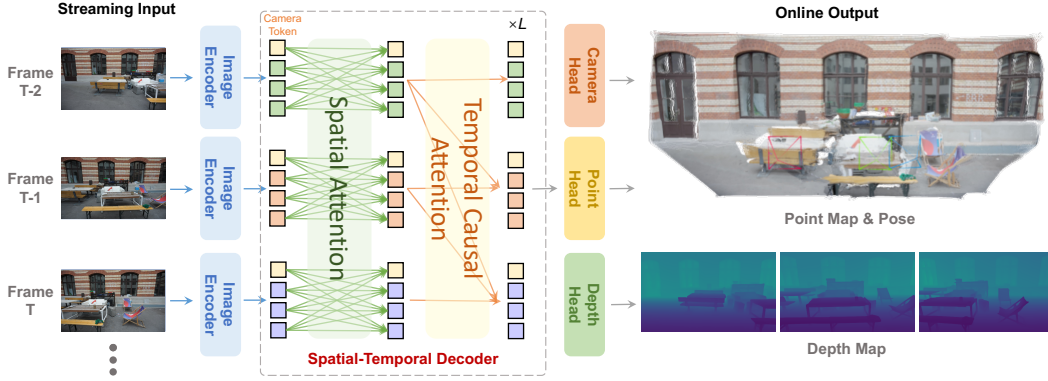 Streaming Input
Online Output
Camera
Token
×L
Frame
T-2
Image
Encoder
Camera
Head
Spatial Attention
Temporal Causal
Attention
Frame
T-1
Image
Encoder
Point
Head
Point Map & Pose
Frame
T
Image
Encoder
Depth
Head
Spatial-Temporal Decoder
Depth Map